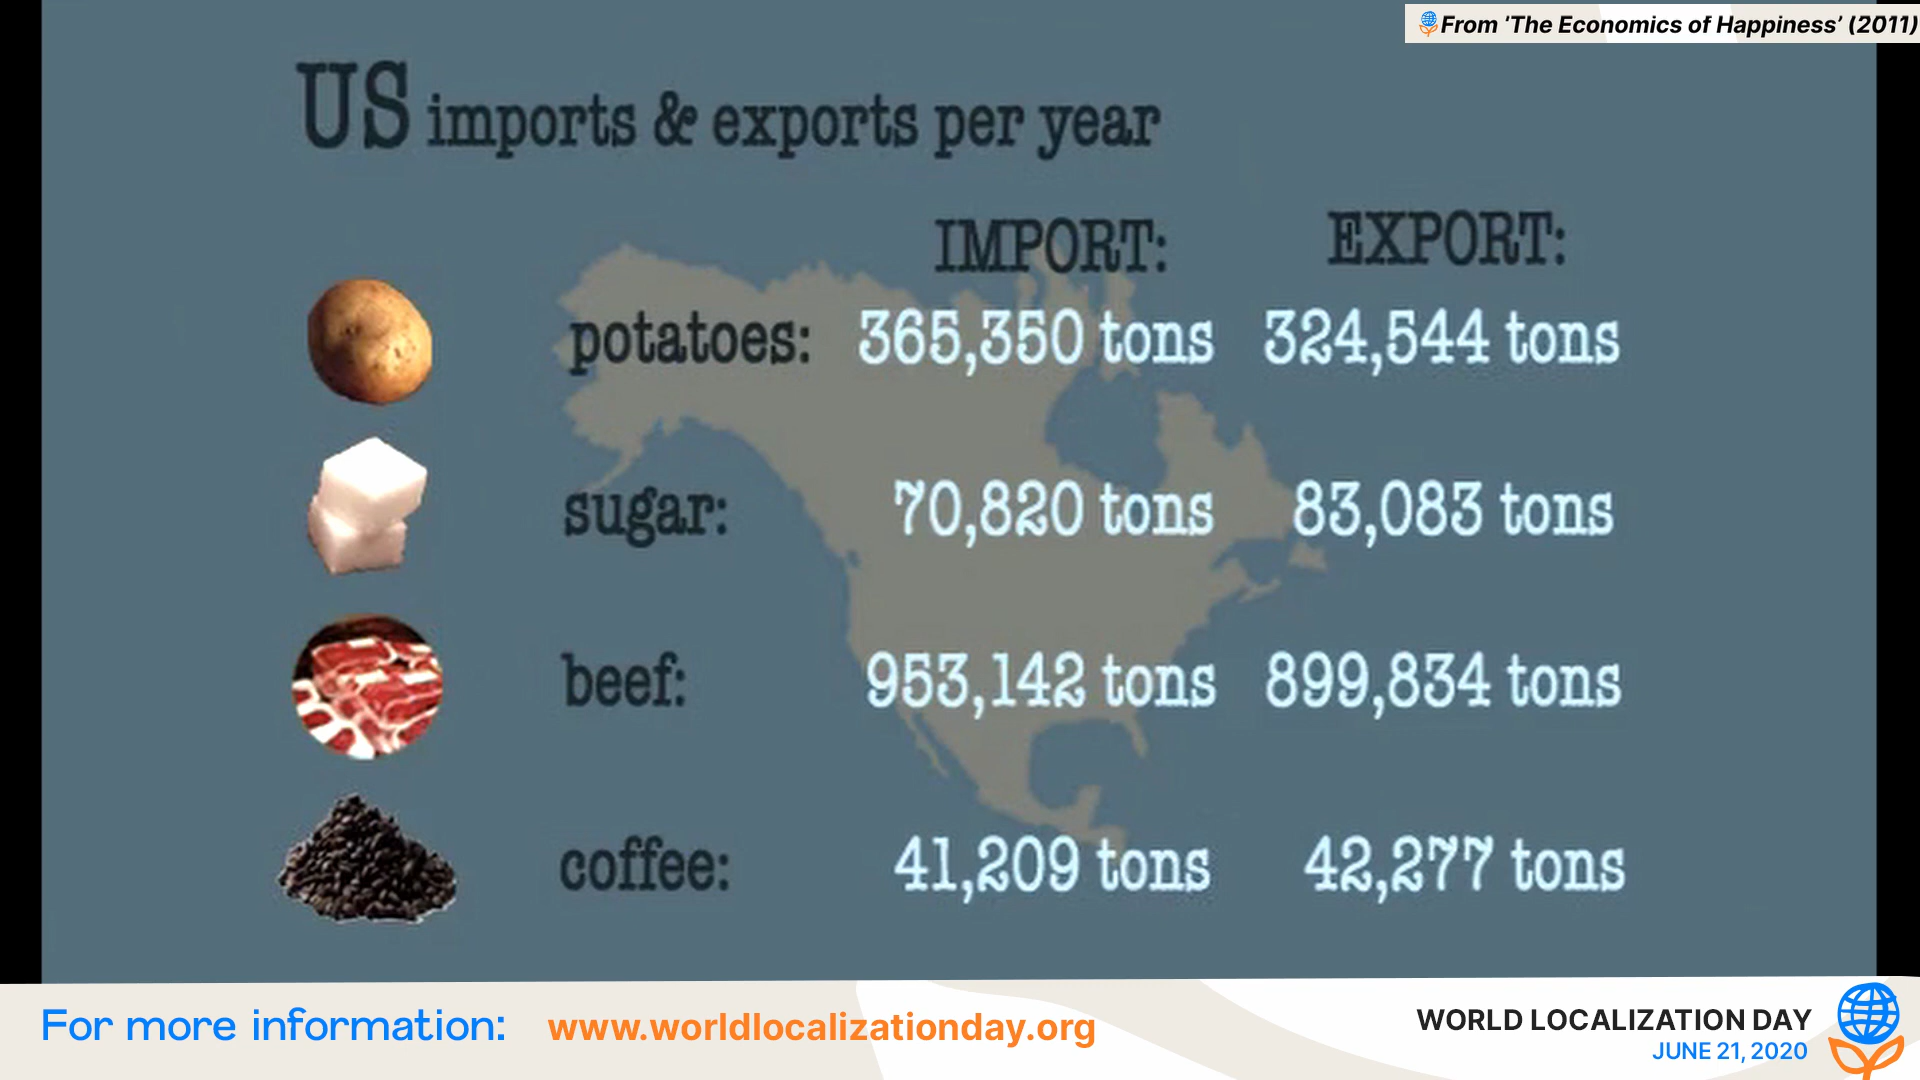 From 'The Economics of Happiness’ (2011)
US imports & exports per year
IMPORT: EXPORT:
potatoes: 365,350 tons 324,544 tons
sugar: 70,820 tons 83,083 tons
beef: 953,142 tons 899,834 tons
coffee: 41,209 tons 42,277 tons
For more information: www.worldlocalizationday.org
WORLD LOCALIZATION DAY
JUNE 21, 2020